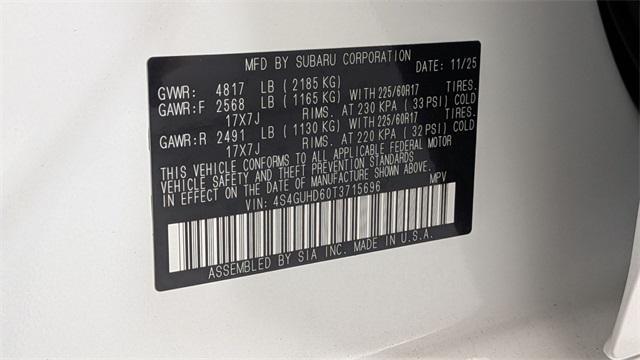 MFD BY SUBARU CORPORATION
DATE: 11/25
GVWR: 4817 LB (2185 KG)
GAWR:F 2568 LB (1165 KG) WITH 225/60R17 TIRES.
17X7J RIMS. AT 230 KPA (33 PSI) COLD
GAWR:R 2491 LB (1130 KG) WITH 225/60R17 TIRES.
17X7J RIMS. AT 220 KPA (32 PSI) COLD
THIS VEHICLE CONFORMS TO ALL APPLICABLE FEDERAL MOTOR
VEHICLE SAFETY AND THEFT PREVENTION STANDARDS
IN EFFECT ON THE DATE OF MANUFACTURE SHOWN ABOVE.
VIN: 4S4GUHD60T3715696 MPV
ASSEMBLED BY SIA INC. MADE IN U.S.A.